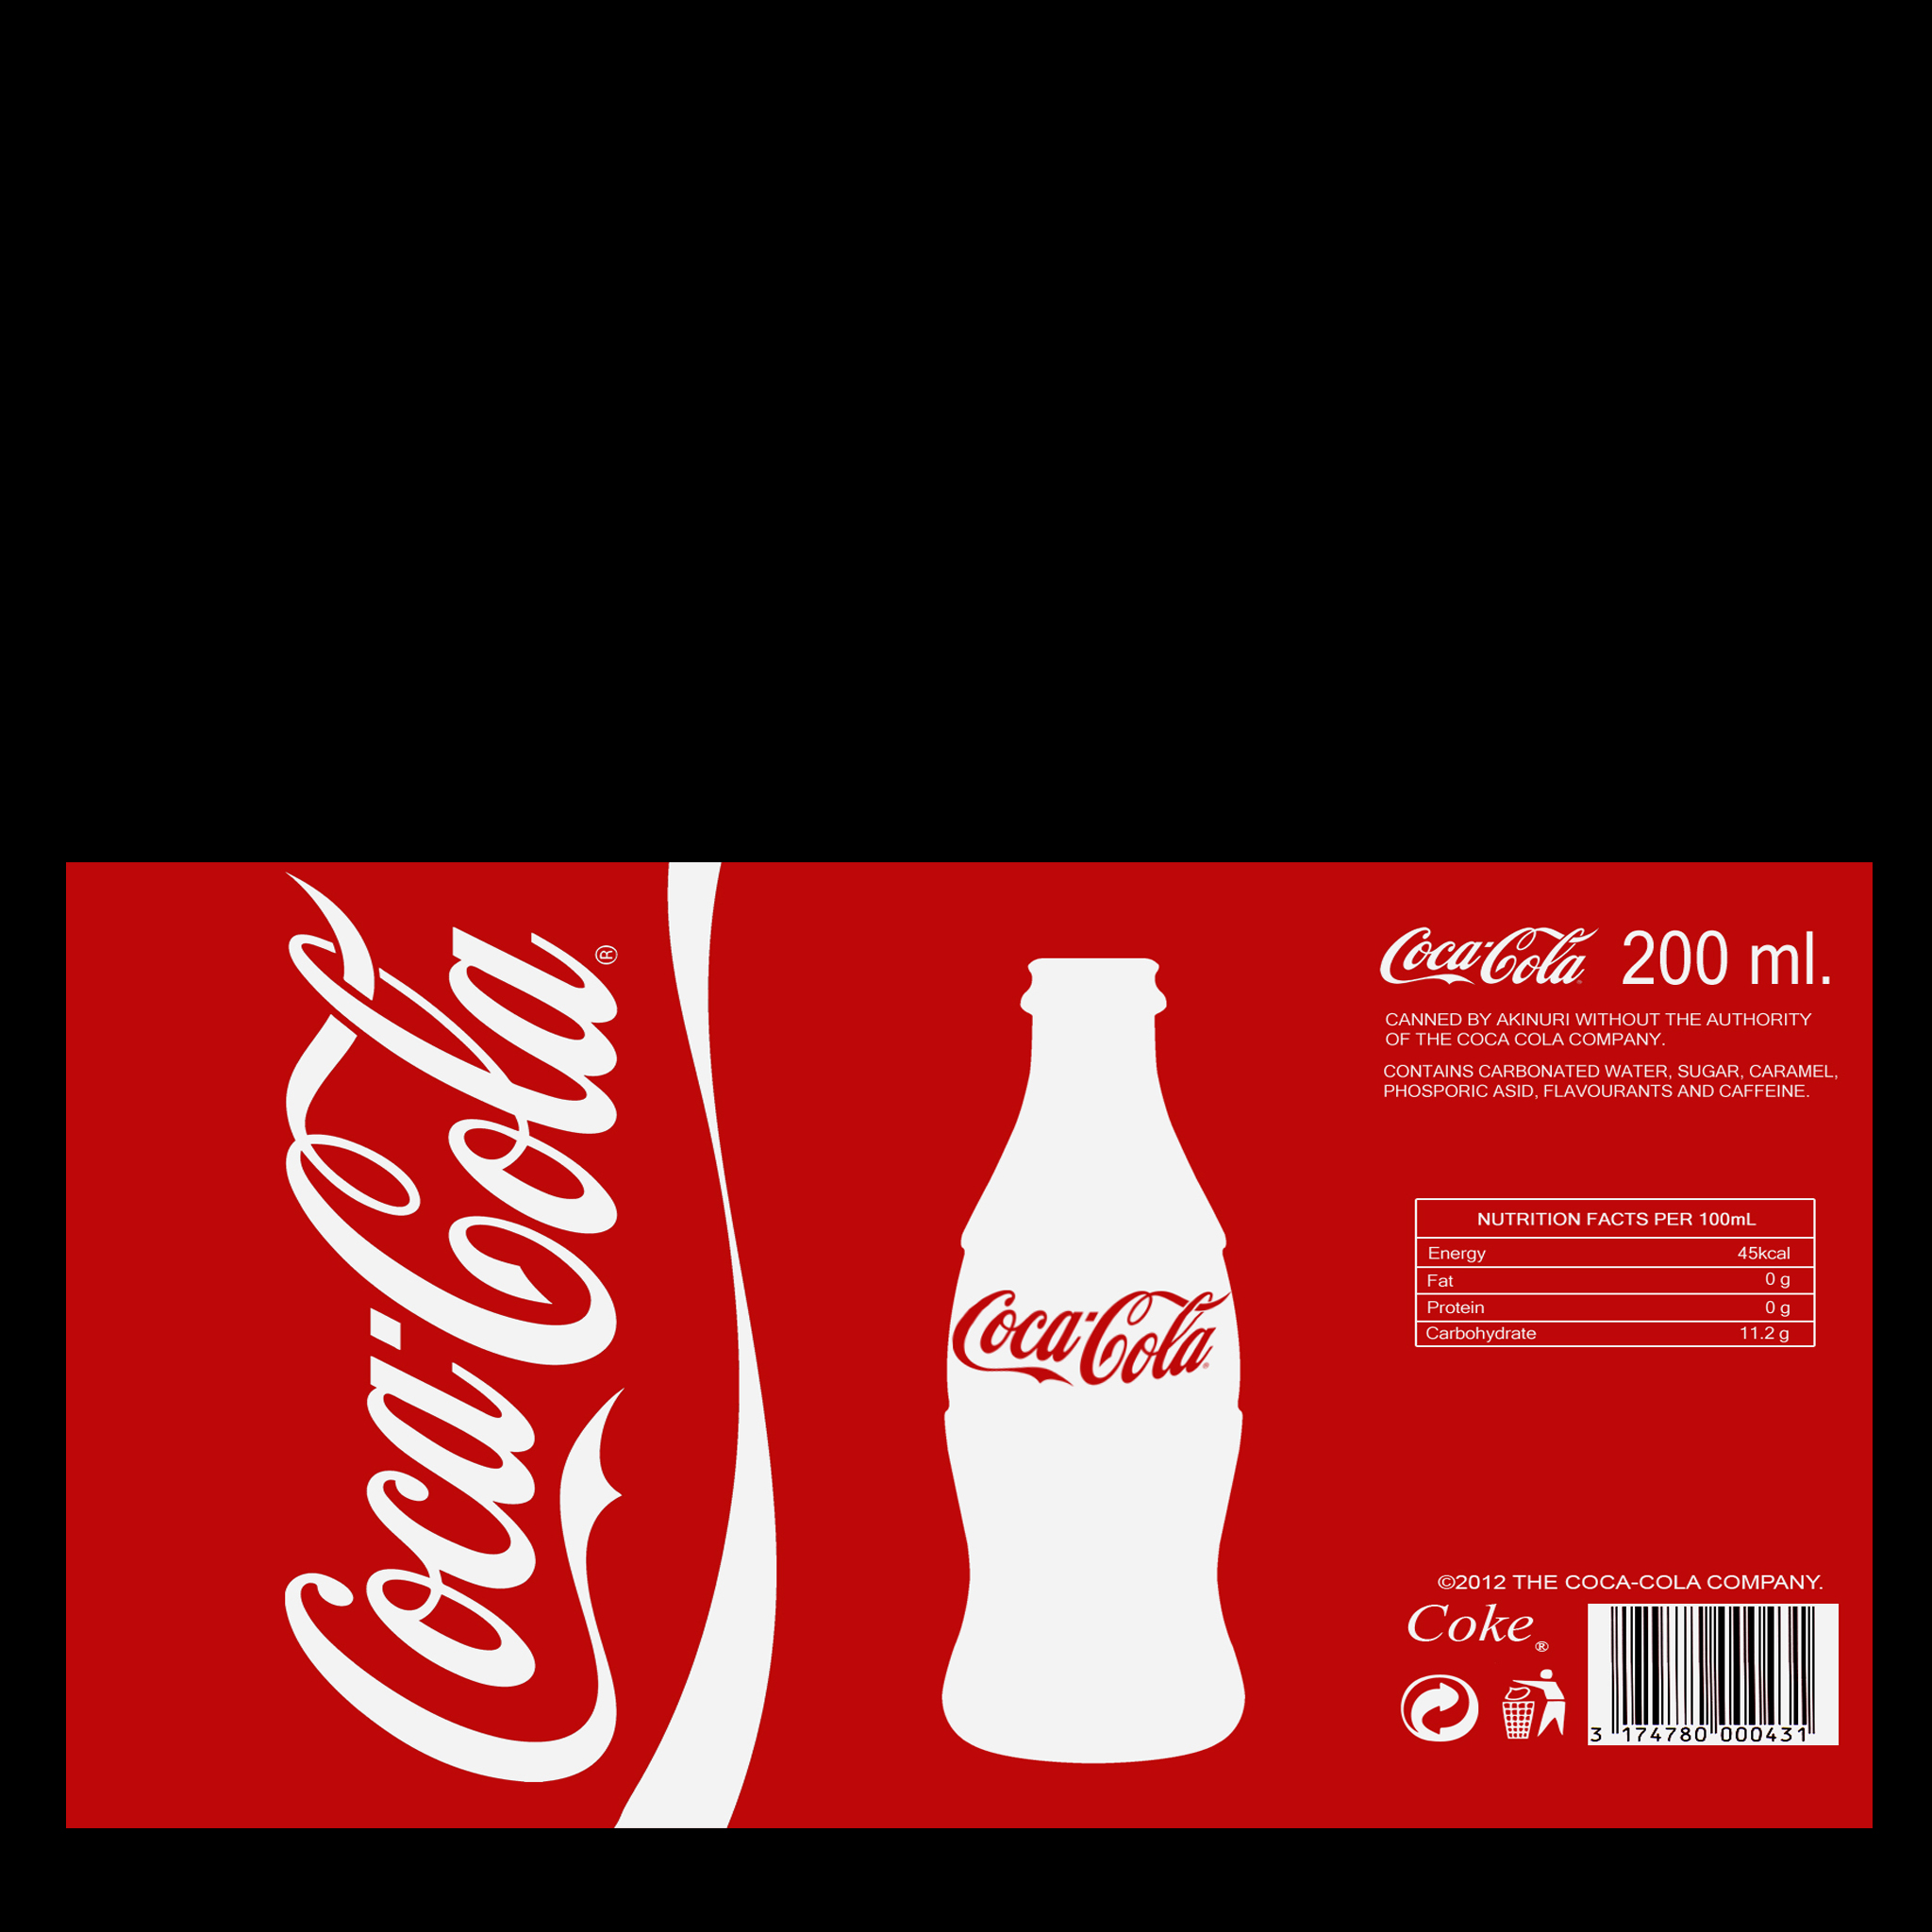 Coca-Cola ®
Coca-Cola
Coca-Cola 200 ml.
CANNED BY AKINURI WITHOUT THE AUTHORITY
OF THE COCA COLA COMPANY.
CONTAINS CARBONATED WATER, SUGAR, CARAMEL,
PHOSPORIC ASID, FLAVOURANTS AND CAFFEINE.
NUTRITION FACTS PER 100mL
Energy 45kcal
Fat 0 g
Protein 0 g
Carbohydrate 11.2 g
©2012 THE COCA-COLA COMPANY.
Coke ®
3 174780 000431